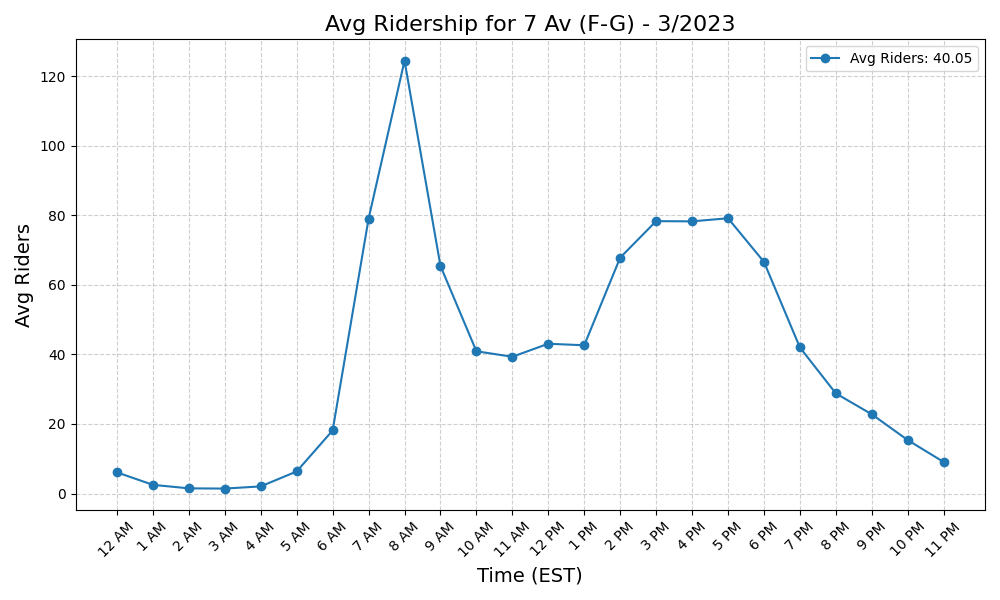 Avg Ridership for 7 Av (F-G) - 3/2023
Avg Riders: 40.05
120
100
80
60
40
20
0
Avg Riders
12 AM
1 AM
2 AM
3 AM
4 AM
5 AM
6 AM
7 AM
8 AM
9 AM
10 AM
11 AM
12 PM
1 PM
2 PM
3 PM
4 PM
5 PM
6 PM
7 PM
8 PM
9 PM
10 PM
11 PM
Time (EST)